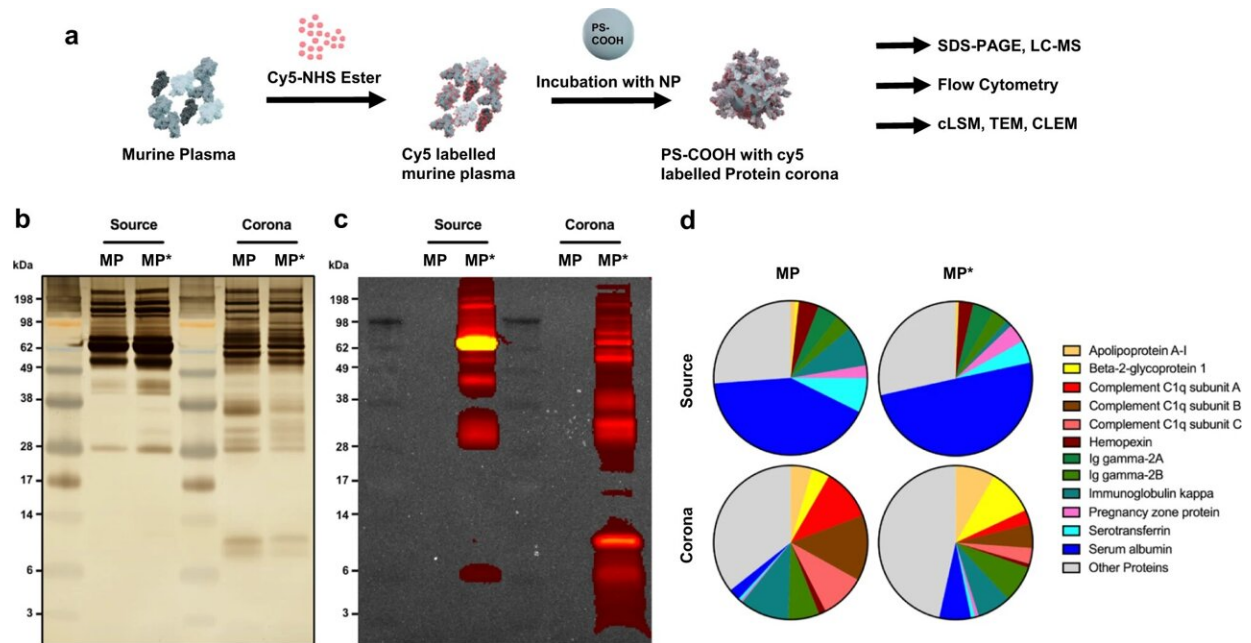 a
Cy5-NHS Ester
PS-
COOH
Incubation with NP
Murine Plasma
Cy5 labelled
murine plasma
PS-COOH with cy5
labelled Protein corona
SDS-PAGE, LC-MS
Flow Cytometry
cLSM, TEM, CLEM
b
Source
Corona
kDa
MP
MP*
MP
MP*
198
98
62
49
38
28
17
14
6
3
c
Source
Corona
kDa
MP
MP*
MP
MP*
198
98
62
49
38
28
17
14
6
3
d
MP
MP*
Source
Corona
Apolipoprotein A-I
Beta-2-glycoprotein 1
Complement C1q subunit A
Complement C1q subunit B
Complement C1q subunit C
Hemopexin
Ig gamma-2A
Ig gamma-2B
Immunoglobulin kappa
Pregnancy zone protein
Serotransferrin
Serum albumin
Other Proteins